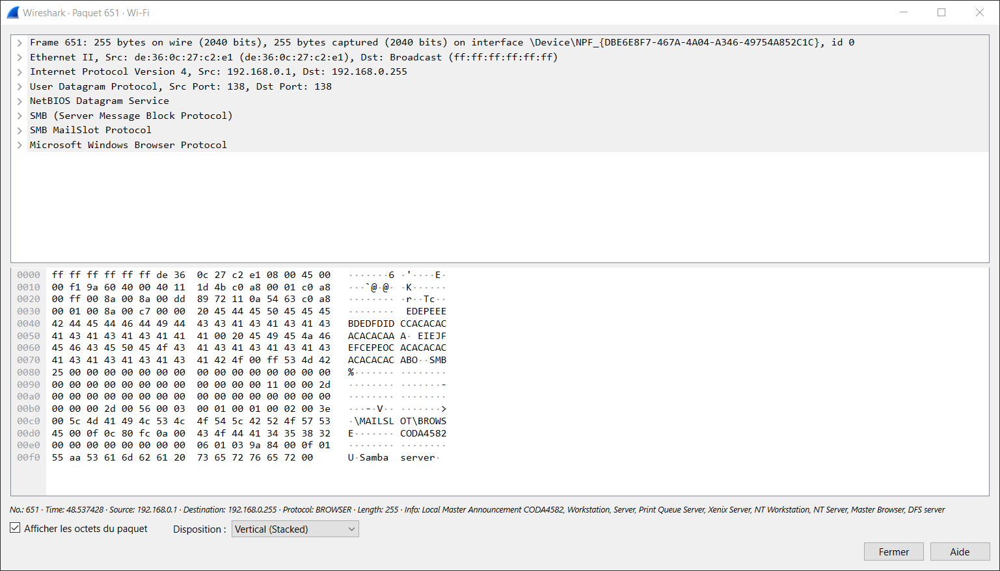 Wireshark · Paquet 651 · Wi-Fi
Frame 651: 255 bytes on wire (2040 bits), 255 bytes captured (2040 bits) on interface \Device\NPF_{DBE6E8F7-467A-4A04-A346-49754A852C1C}, id 0
Ethernet II, Src: de:36:0c:27:c2:e1 (de:36:0c:27:c2:e1), Dst: Broadcast (ff:ff:ff:ff:ff:ff)
Internet Protocol Version 4, Src: 192.168.0.1, Dst: 192.168.0.255
User Datagram Protocol, Src Port: 138, Dst Port: 138
NetBIOS Datagram Service
SMB (Server Message Block Protocol)
SMB MailSlot Protocol
Microsoft Windows Browser Protocol
0000 ff ff ff ff ff ff de 36 0c 27 c2 e1 08 00 45 00 ·······6 ·'····E·
0010 00 f1 9a 60 40 00 40 11 1d 4b c0 a8 00 01 c0 a8 ···`@·@· ·K······
0020 00 ff 00 8a 00 8a 00 dd 89 72 11 0a 54 63 c0 a8 ········ ·r··Tc··
0030 00 01 00 8a 00 c7 00 00 20 45 44 45 50 45 45 45 ········ EDEPEEE
0040 42 44 45 44 46 44 49 44 43 43 41 43 41 43 41 43 BDEDFDID CCACACAC
0050 41 43 41 43 41 43 41 41 41 00 20 45 49 45 4a 46 ACACACAA A· EIEJF
0060 45 46 43 45 50 45 4f 43 41 43 41 43 41 43 41 43 EFCEPEOC ACACACAC
0070 41 43 41 43 41 43 41 43 41 42 4f 00 ff 53 4d 42 ACACACAC ABO··SMB
0080 25 00 00 00 00 00 00 00 00 00 00 00 00 00 00 00 %······· ········
0090 00 00 00 00 00 00 00 00 00 00 00 00 11 00 00 2d ········ ·······-
00a0 00 00 00 00 00 00 00 00 00 00 00 00 00 00 00 00 ········ ········
00b0 00 00 00 2d 00 56 00 03 00 01 00 01 00 02 00 3e ···-·V·· ·······>
00c0 00 5c 4d 41 49 4c 53 4c 4f 54 5c 42 52 4f 57 53 ·\MAILSL OT\BROWS
00d0 45 00 0f 0c 80 fc 0a 00 43 4f 44 41 34 35 38 32 E······· CODA4582
00e0 00 00 00 00 00 00 00 00 06 01 03 9a 84 00 0f 01 ········ ········
00f0 55 aa 53 61 6d 62 61 20 73 65 72 76 65 72 00 U·Samba server·
No.: 651 · Time: 48.537428 · Source: 192.168.0.1 · Destination: 192.168.0.255 · Protocol: BROWSER · Length: 255 · Info: Local Master Announcement CODA4582, Workstation, Server, Print Queue Server, Xenix Server, NT Workstation, NT Server, Master Browser, DFS server
Afficher les octets du paquet Disposition : Vertical (Stacked)
Fermer Aide